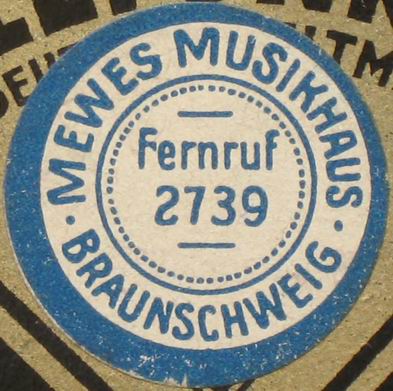 MEWES MUSIKHAUS
Fernruf
2739
· BRAUNSCHWEIG ·